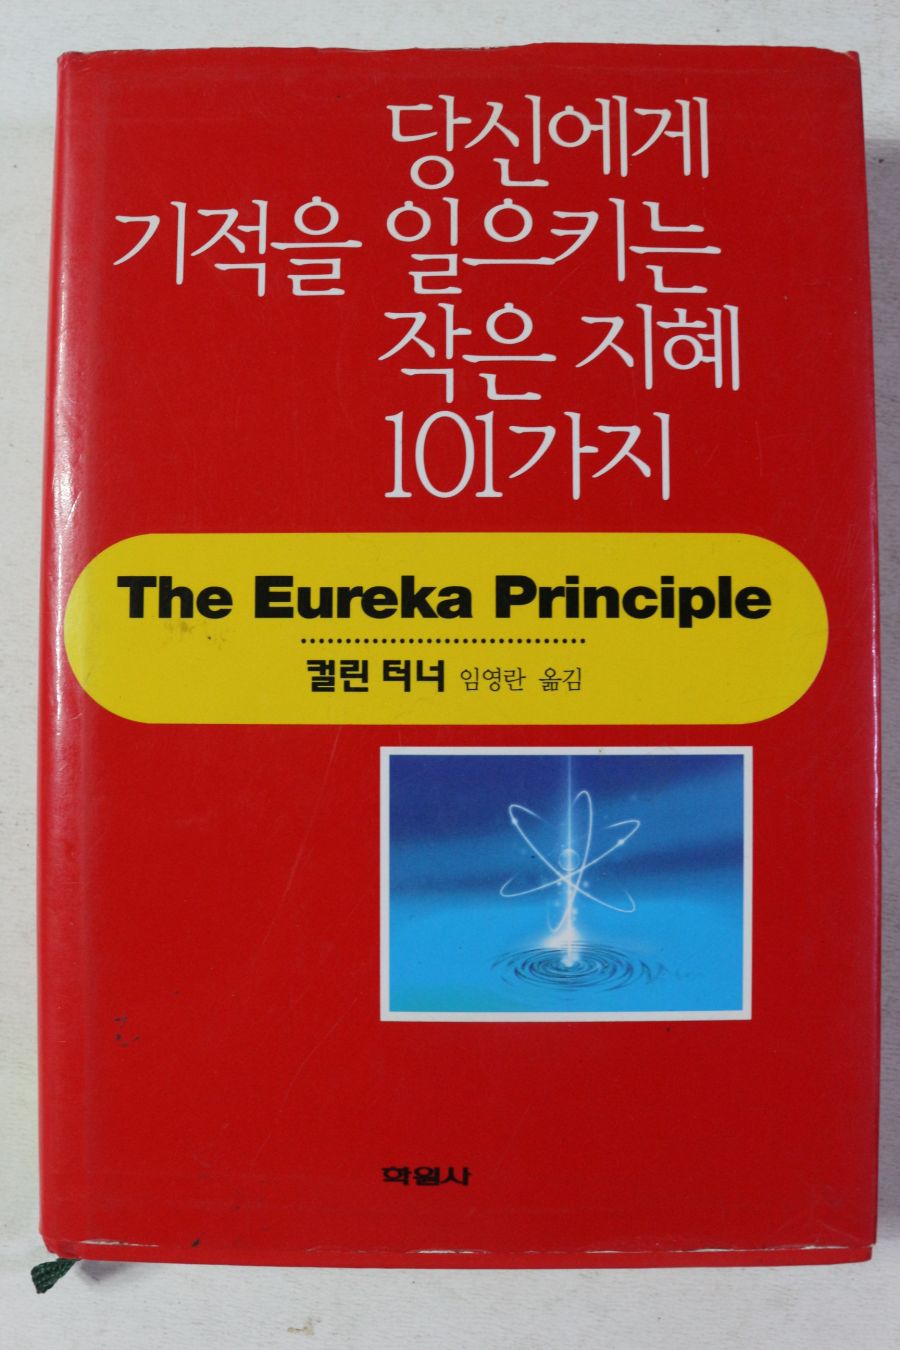 당신에게
기적을 일으키는
작은 지혜
101가지
The Eureka Principle
컬린 터너 임영란 옮김
학원사